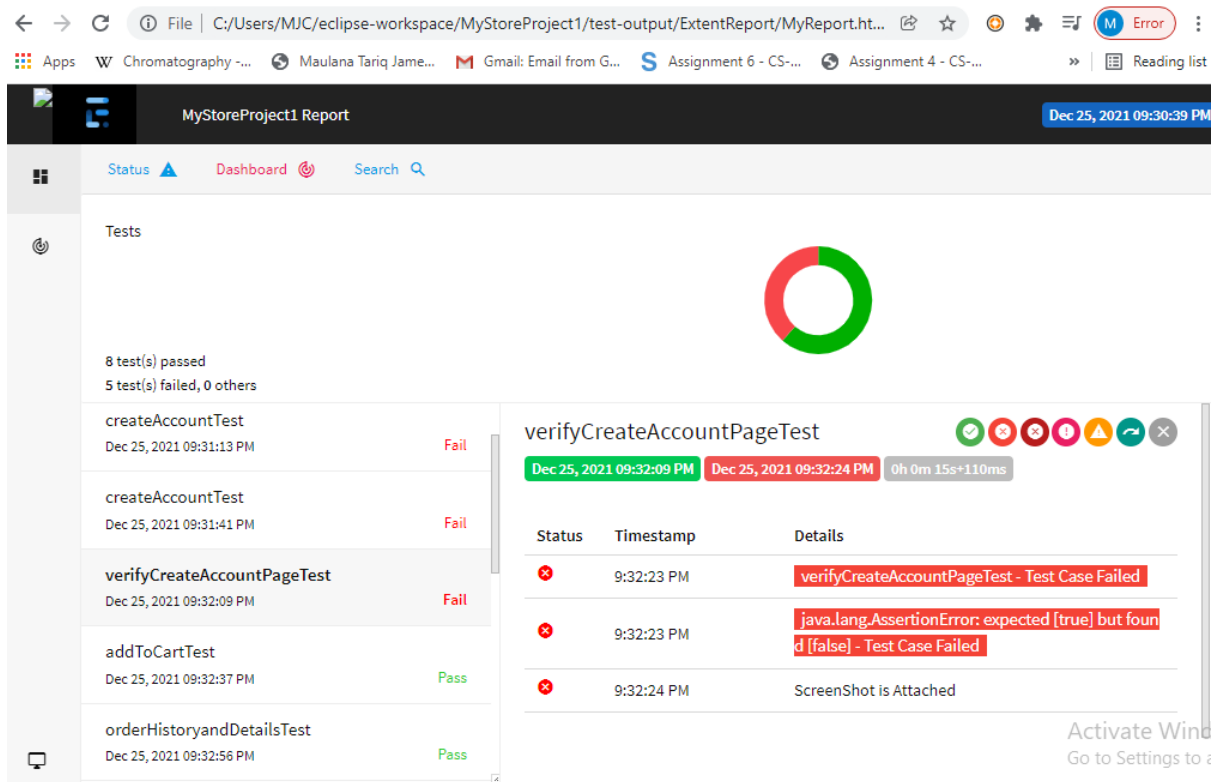 File | C:/Users/MJC/eclipse-workspace/MyStoreProject1/test-output/ExtentReport/MyReport.ht...
M Error
Apps W Chromatography -... Maulana Tariq Jame... Gmail: Email from G... S Assignment 6 - CS-... Assignment 4 - CS-... » Reading list
MyStoreProject1 Report Dec 25, 2021 09:30:39 PM
Status Dashboard Search
Tests
8 test(s) passed
5 test(s) failed, 0 others
createAccountTest
Dec 25, 2021 09:31:13 PM Fail
createAccountTest
Dec 25, 2021 09:31:41 PM Fail
verifyCreateAccountPageTest
Dec 25, 2021 09:32:09 PM Fail
addToCartTest
Dec 25, 2021 09:32:37 PM Pass
orderHistoryandDetailsTest
Dec 25, 2021 09:32:56 PM Pass
verifyCreateAccountPageTest
Dec 25, 2021 09:32:09 PM Dec 25, 2021 09:32:24 PM 0h 0m 15s+110ms
Status Timestamp Details
9:32:23 PM verifyCreateAccountPageTest - Test Case Failed
9:32:23 PM java.lang.AssertionError: expected [true] but foun
d [false] - Test Case Failed
9:32:24 PM ScreenShot is Attached
Activate Wind
Go to Settings to a